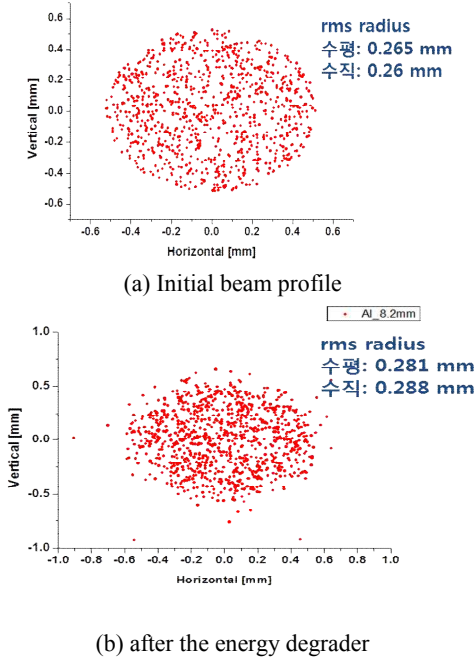 0.6
0.4
0.2
0.0
-0.2
-0.4
-0.6
Vertical [mm]
rms radius
수평: 0.265 mm
수직: 0.26 mm
-0.6 -0.4 -0.2 0.0 0.2 0.4 0.6
Horizontal [mm]
(a) Initial beam profile
Al_8.2mm
1.0
0.5
0.0
-0.5
-1.0
Vertical [mm]
rms radius
수평: 0.281 mm
수직: 0.288 mm
-1.0 -0.8 -0.6 -0.4 -0.2 0.0 0.2 0.4 0.6 0.8 1.0
Horizontal [mm]
(b) after the energy degrader